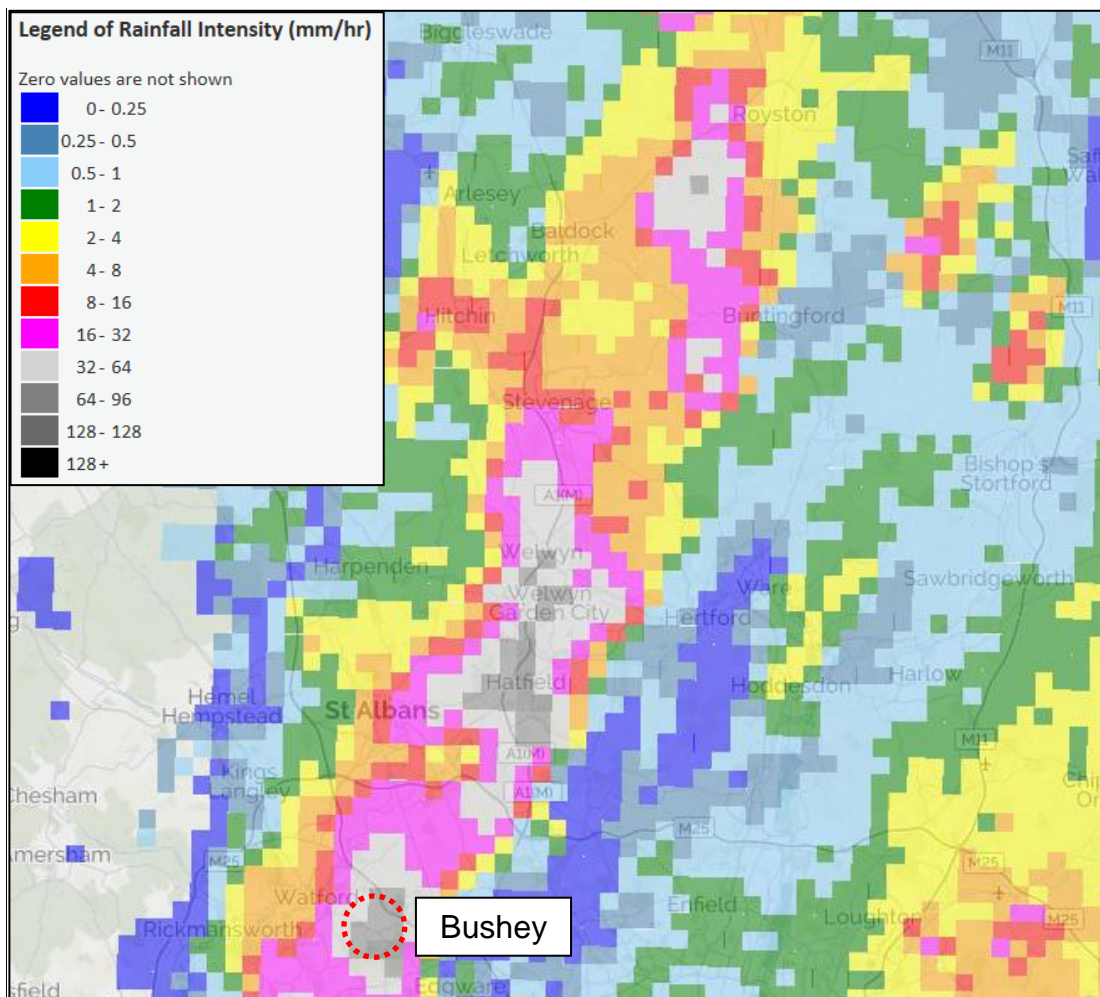 Legend of Rainfall Intensity (mm/hr)
Zero values are not shown
0 - 0.25
0.25 - 0.5
0.5 - 1
1 - 2
2 - 4
4 - 8
8 - 16
16 - 32
32 - 64
64 - 96
128 - 128
128 +
Biggleswade
M11
Royston
Arlesey
Baldock
Letchworth
Hitchin
Buntingford
M11
Stevenage
Bishop's
Stortford
A1(M)
Welwyn
Harpenden
Welwyn
Garden City
Ware
Sawbridgeworth
Hertford
Hatfield
Hoddesdon
Harlow
Hemel
Hempstead
St Albans
A1(M)
M11
Kings
Langley
A1(M)
Chesham
M25
M25
M25
Watford
Enfield
Loughton
M25
Rickmansworth
Bushey
Edgware